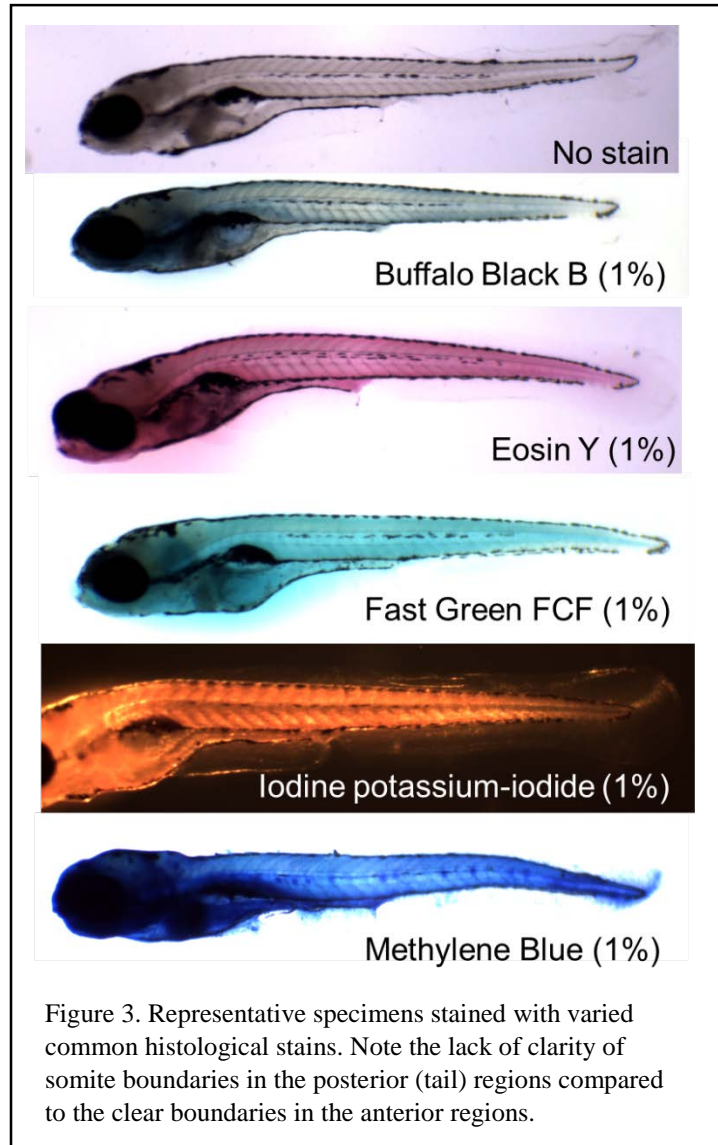 No stain
Buffalo Black B (1%)
Eosin Y (1%)
Fast Green FCF (1%)
Iodine potassium-iodide (1%)
Methylene Blue (1%)
Figure 3. Representative specimens stained with varied
common histological stains. Note the lack of clarity of
somite boundaries in the posterior (tail) regions compared
to the clear boundaries in the anterior regions.